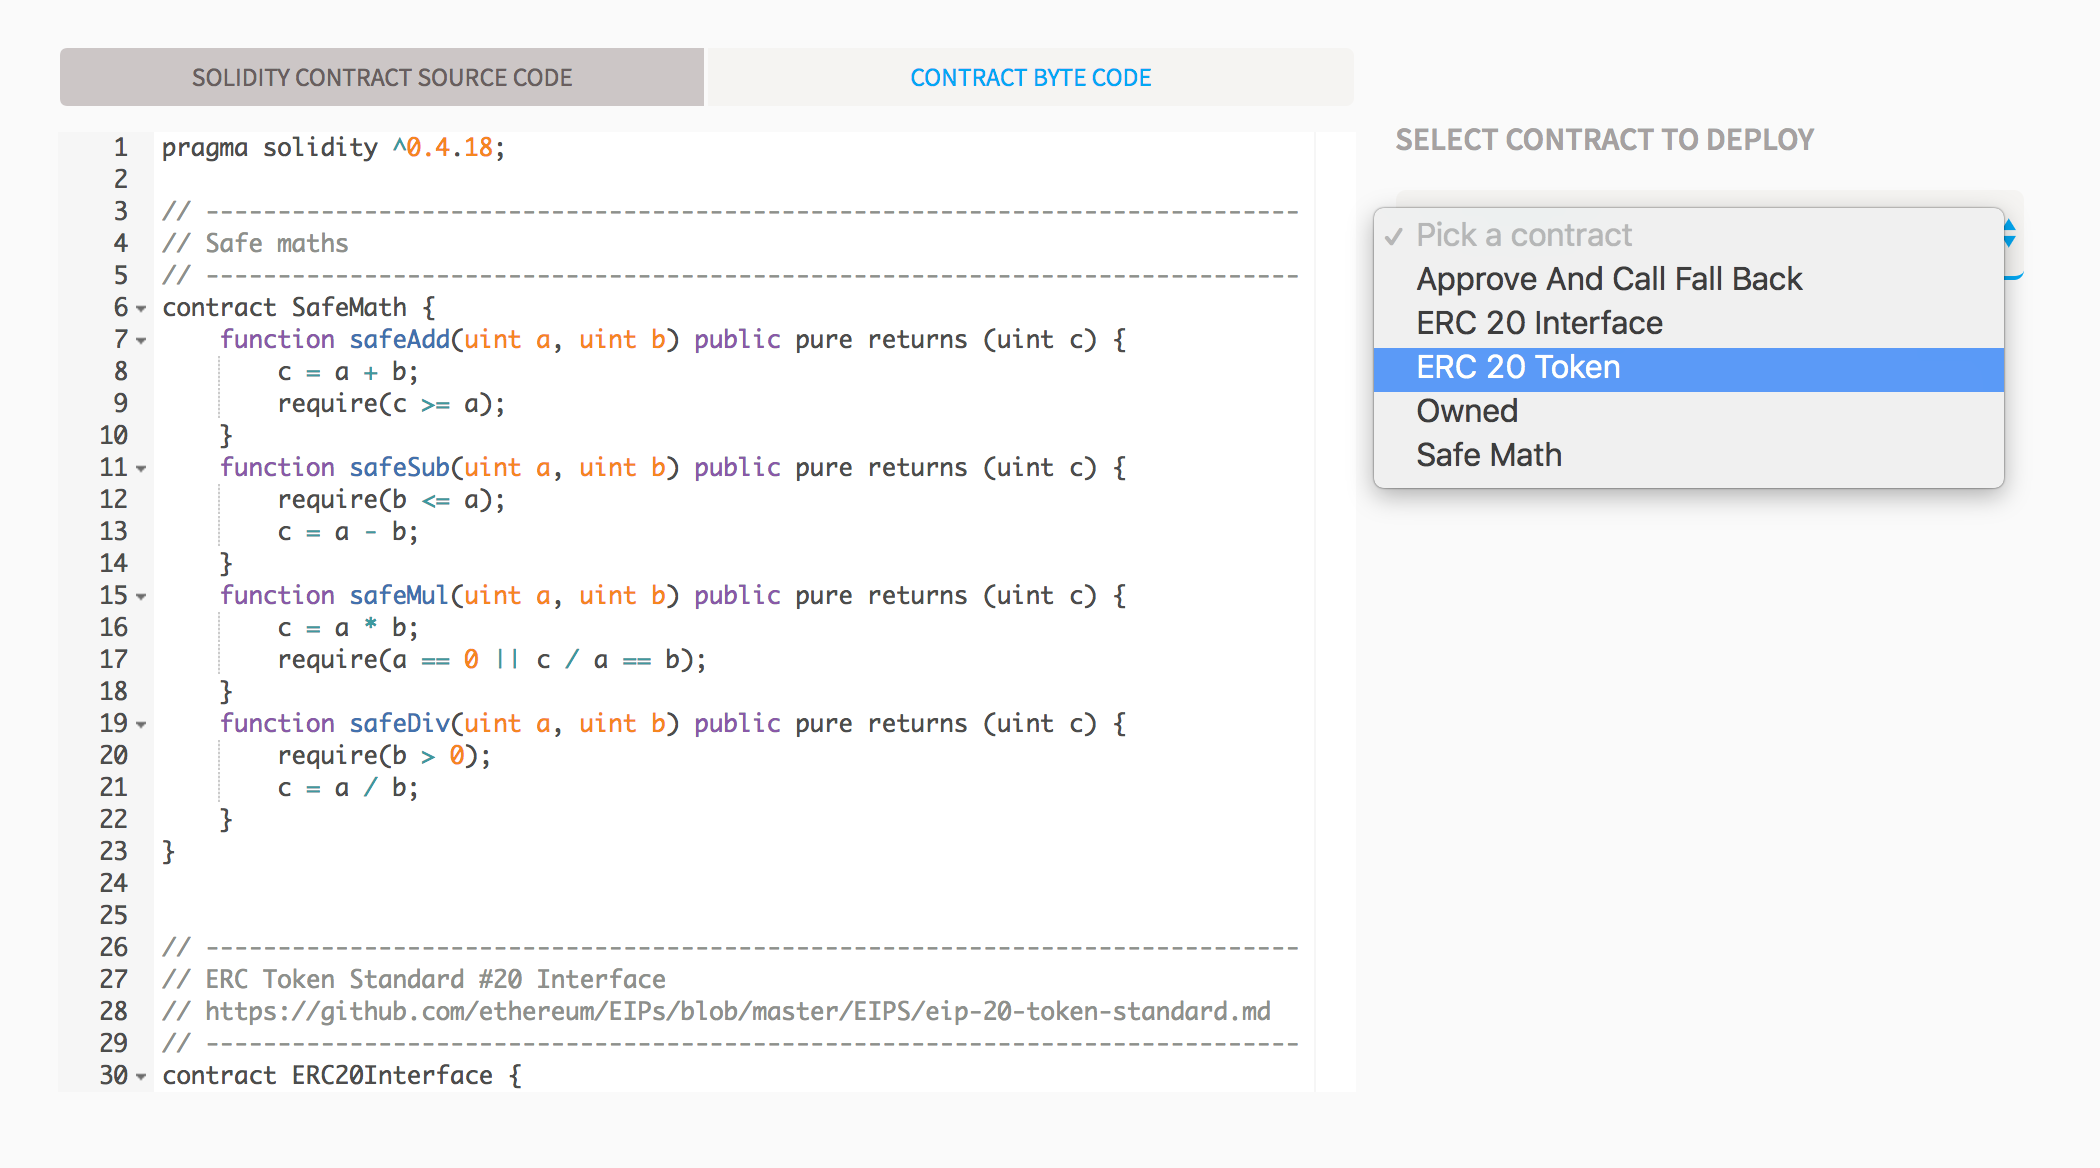 SOLIDITY CONTRACT SOURCE CODE
CONTRACT BYTE CODE
1 pragma solidity ^0.4.18;
2
3 // ----------------------------------------------------------------------------
4 // Safe maths
5 // ----------------------------------------------------------------------------
6 contract SafeMath {
7     function safeAdd(uint a, uint b) public pure returns (uint c) {
8         c = a + b;
9         require(c >= a);
10     }
11     function safeSub(uint a, uint b) public pure returns (uint c) {
12         require(b <= a);
13         c = a - b;
14     }
15     function safeMul(uint a, uint b) public pure returns (uint c) {
16         c = a * b;
17         require(a == 0 || c / a == b);
18     }
19     function safeDiv(uint a, uint b) public pure returns (uint c) {
20         require(b > 0);
21         c = a / b;
22     }
23 }
24
25
26 // ----------------------------------------------------------------------------
27 // ERC Token Standard #20 Interface
28 // https://github.com/ethereum/EIPs/blob/master/EIPS/eip-20-token-standard.md
29 // ----------------------------------------------------------------------------
30 contract ERC20Interface {
SELECT CONTRACT TO DEPLOY
✓ Pick a contract
Approve And Call Fall Back
ERC 20 Interface
ERC 20 Token
Owned
Safe Math